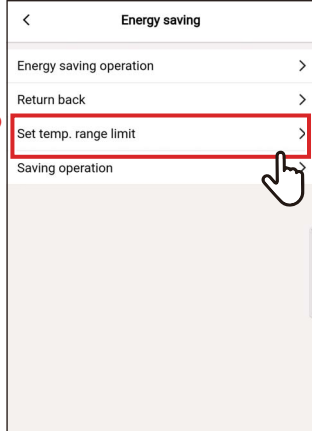 Energy saving
Energy saving operation
Return back
Set temp. range limit
Saving operation